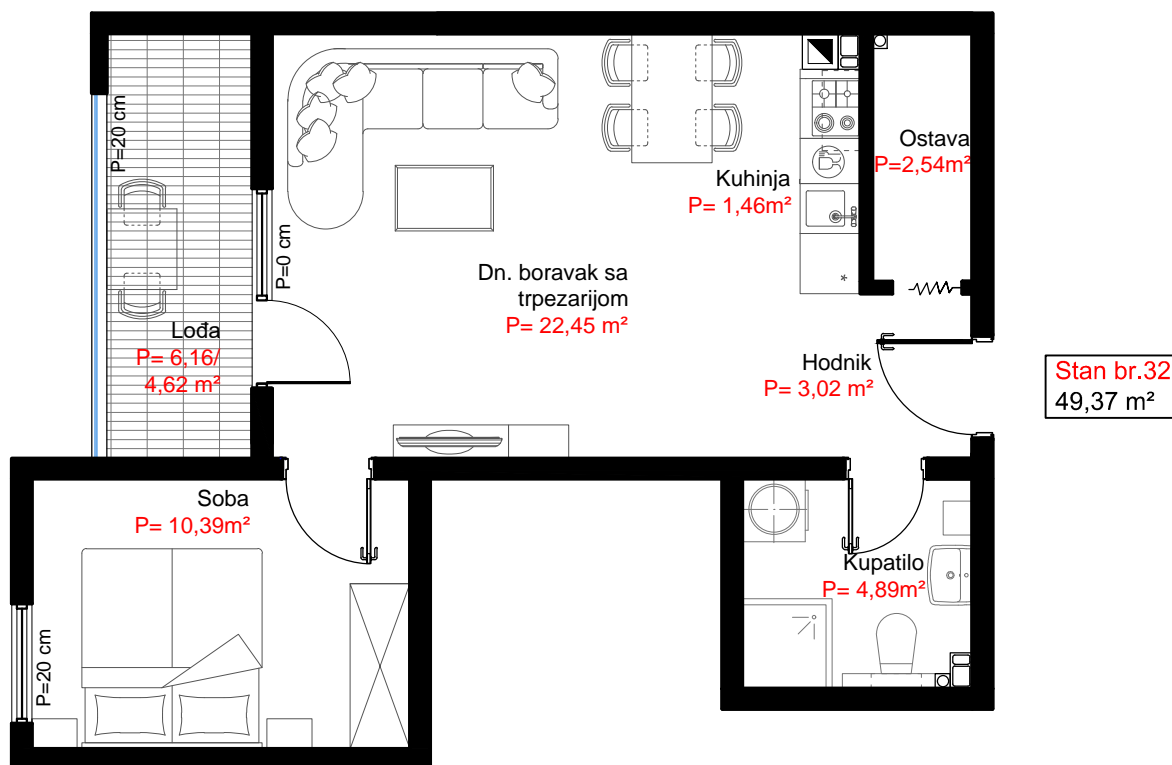 P=20 cm
Ostava
P=2,54m²
Kuhinja
P= 1,46m²
P=0 cm
Dn. boravak sa
trpezarijom
P= 22,45 m²
Lođa
P= 6,16/
4,62 m²
Hodnik
P= 3,02 m²
Stan br.32
49,37 m²
Soba
P= 10,39m²
Kupatilo
P= 4,89m²
P=20 cm